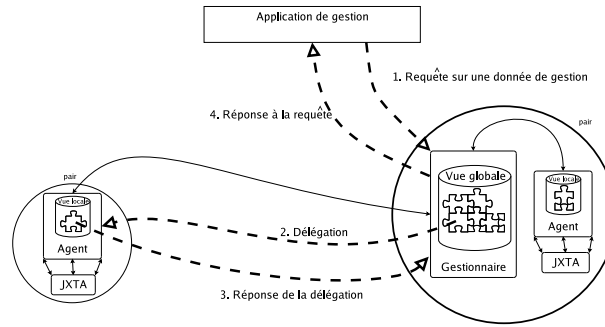 Application de gestion
1. Requête sur une donnée de gestion
4. Réponse à la requête
pair
pair
Vue globale
Vue locale
Vue locale
Agent
2. Délégation
Agent
Gestionnaire
JXTA
JXTA
3. Réponse de la délégation